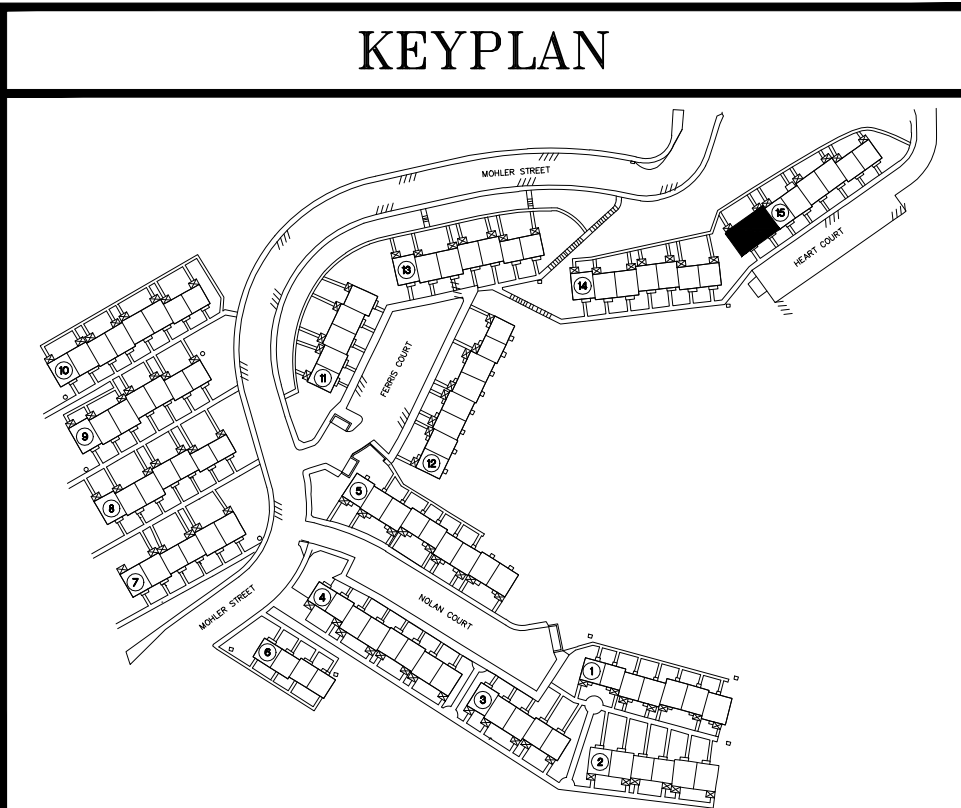 KEYPLAN
MOHLER STREET
15
HEART COURT
13
14
10
11
FERRIS COURT
9
12
5
8
7
MOHLER STREET
4
NOLAN COURT
6
1
3
2